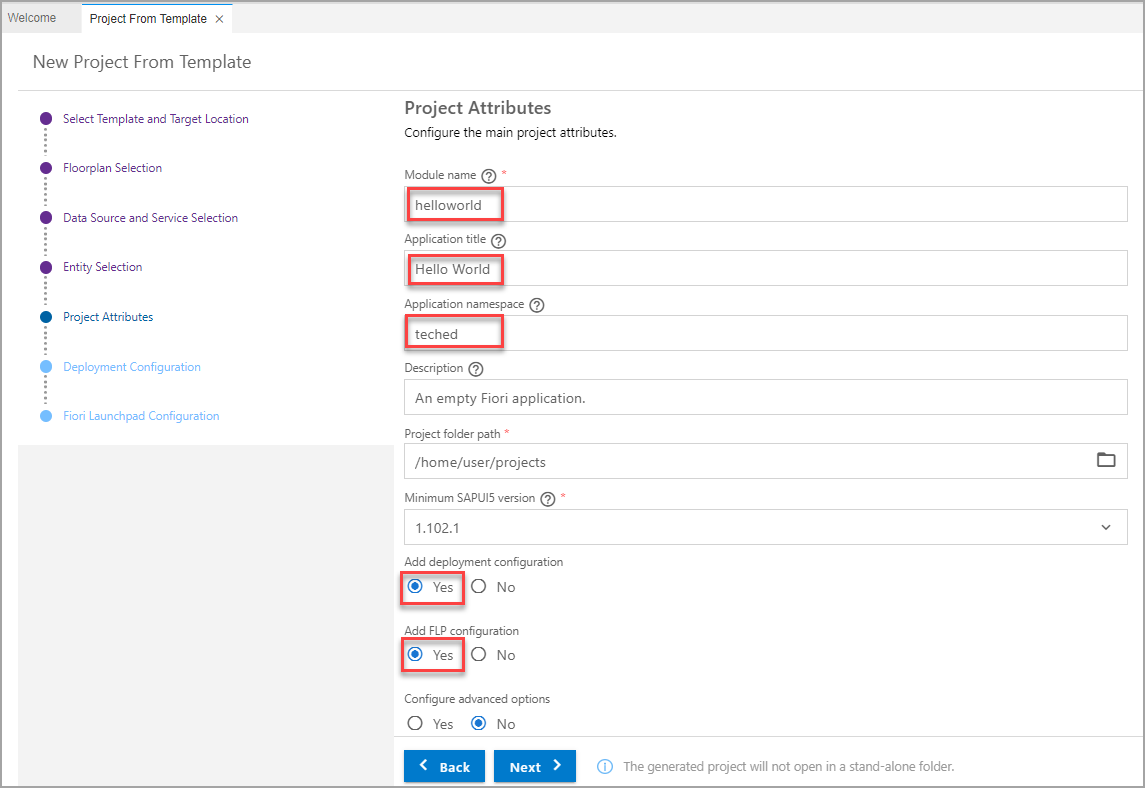 Welcome
Project From Template ×
New Project From Template
Select Template and Target Location
Floorplan Selection
Data Source and Service Selection
Entity Selection
Project Attributes
Deployment Configuration
Fiori Launchpad Configuration
Project Attributes
Configure the main project attributes.
Module name ? *
helloworld
Application title ?
Hello World
Application namespace ?
teched
Description ?
An empty Fiori application.
Project folder path *
/home/user/projects
Minimum SAPUI5 version ? *
1.102.1
Add deployment configuration
Yes No
Add FLP configuration
Yes No
Configure advanced options
Yes No
Back Next The generated project will not open in a stand-alone folder.